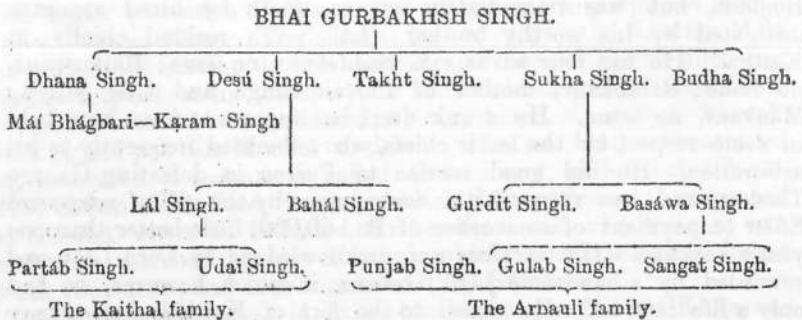 BHAI GURBAKHSH SINGH.
Dhana Singh. Desú Singh. Takht Singh. Sukha Singh. Budha Singh.
Máí Bhágbari—Karam Singh
Lál Singh. Bahál Singh. Gurdit Singh. Basáwa Singh.
Partáb Singh. Udai Singh. Punjab Singh. Gulab Singh. Sangat Singh.
The Kaithal family. The Arnauli family.